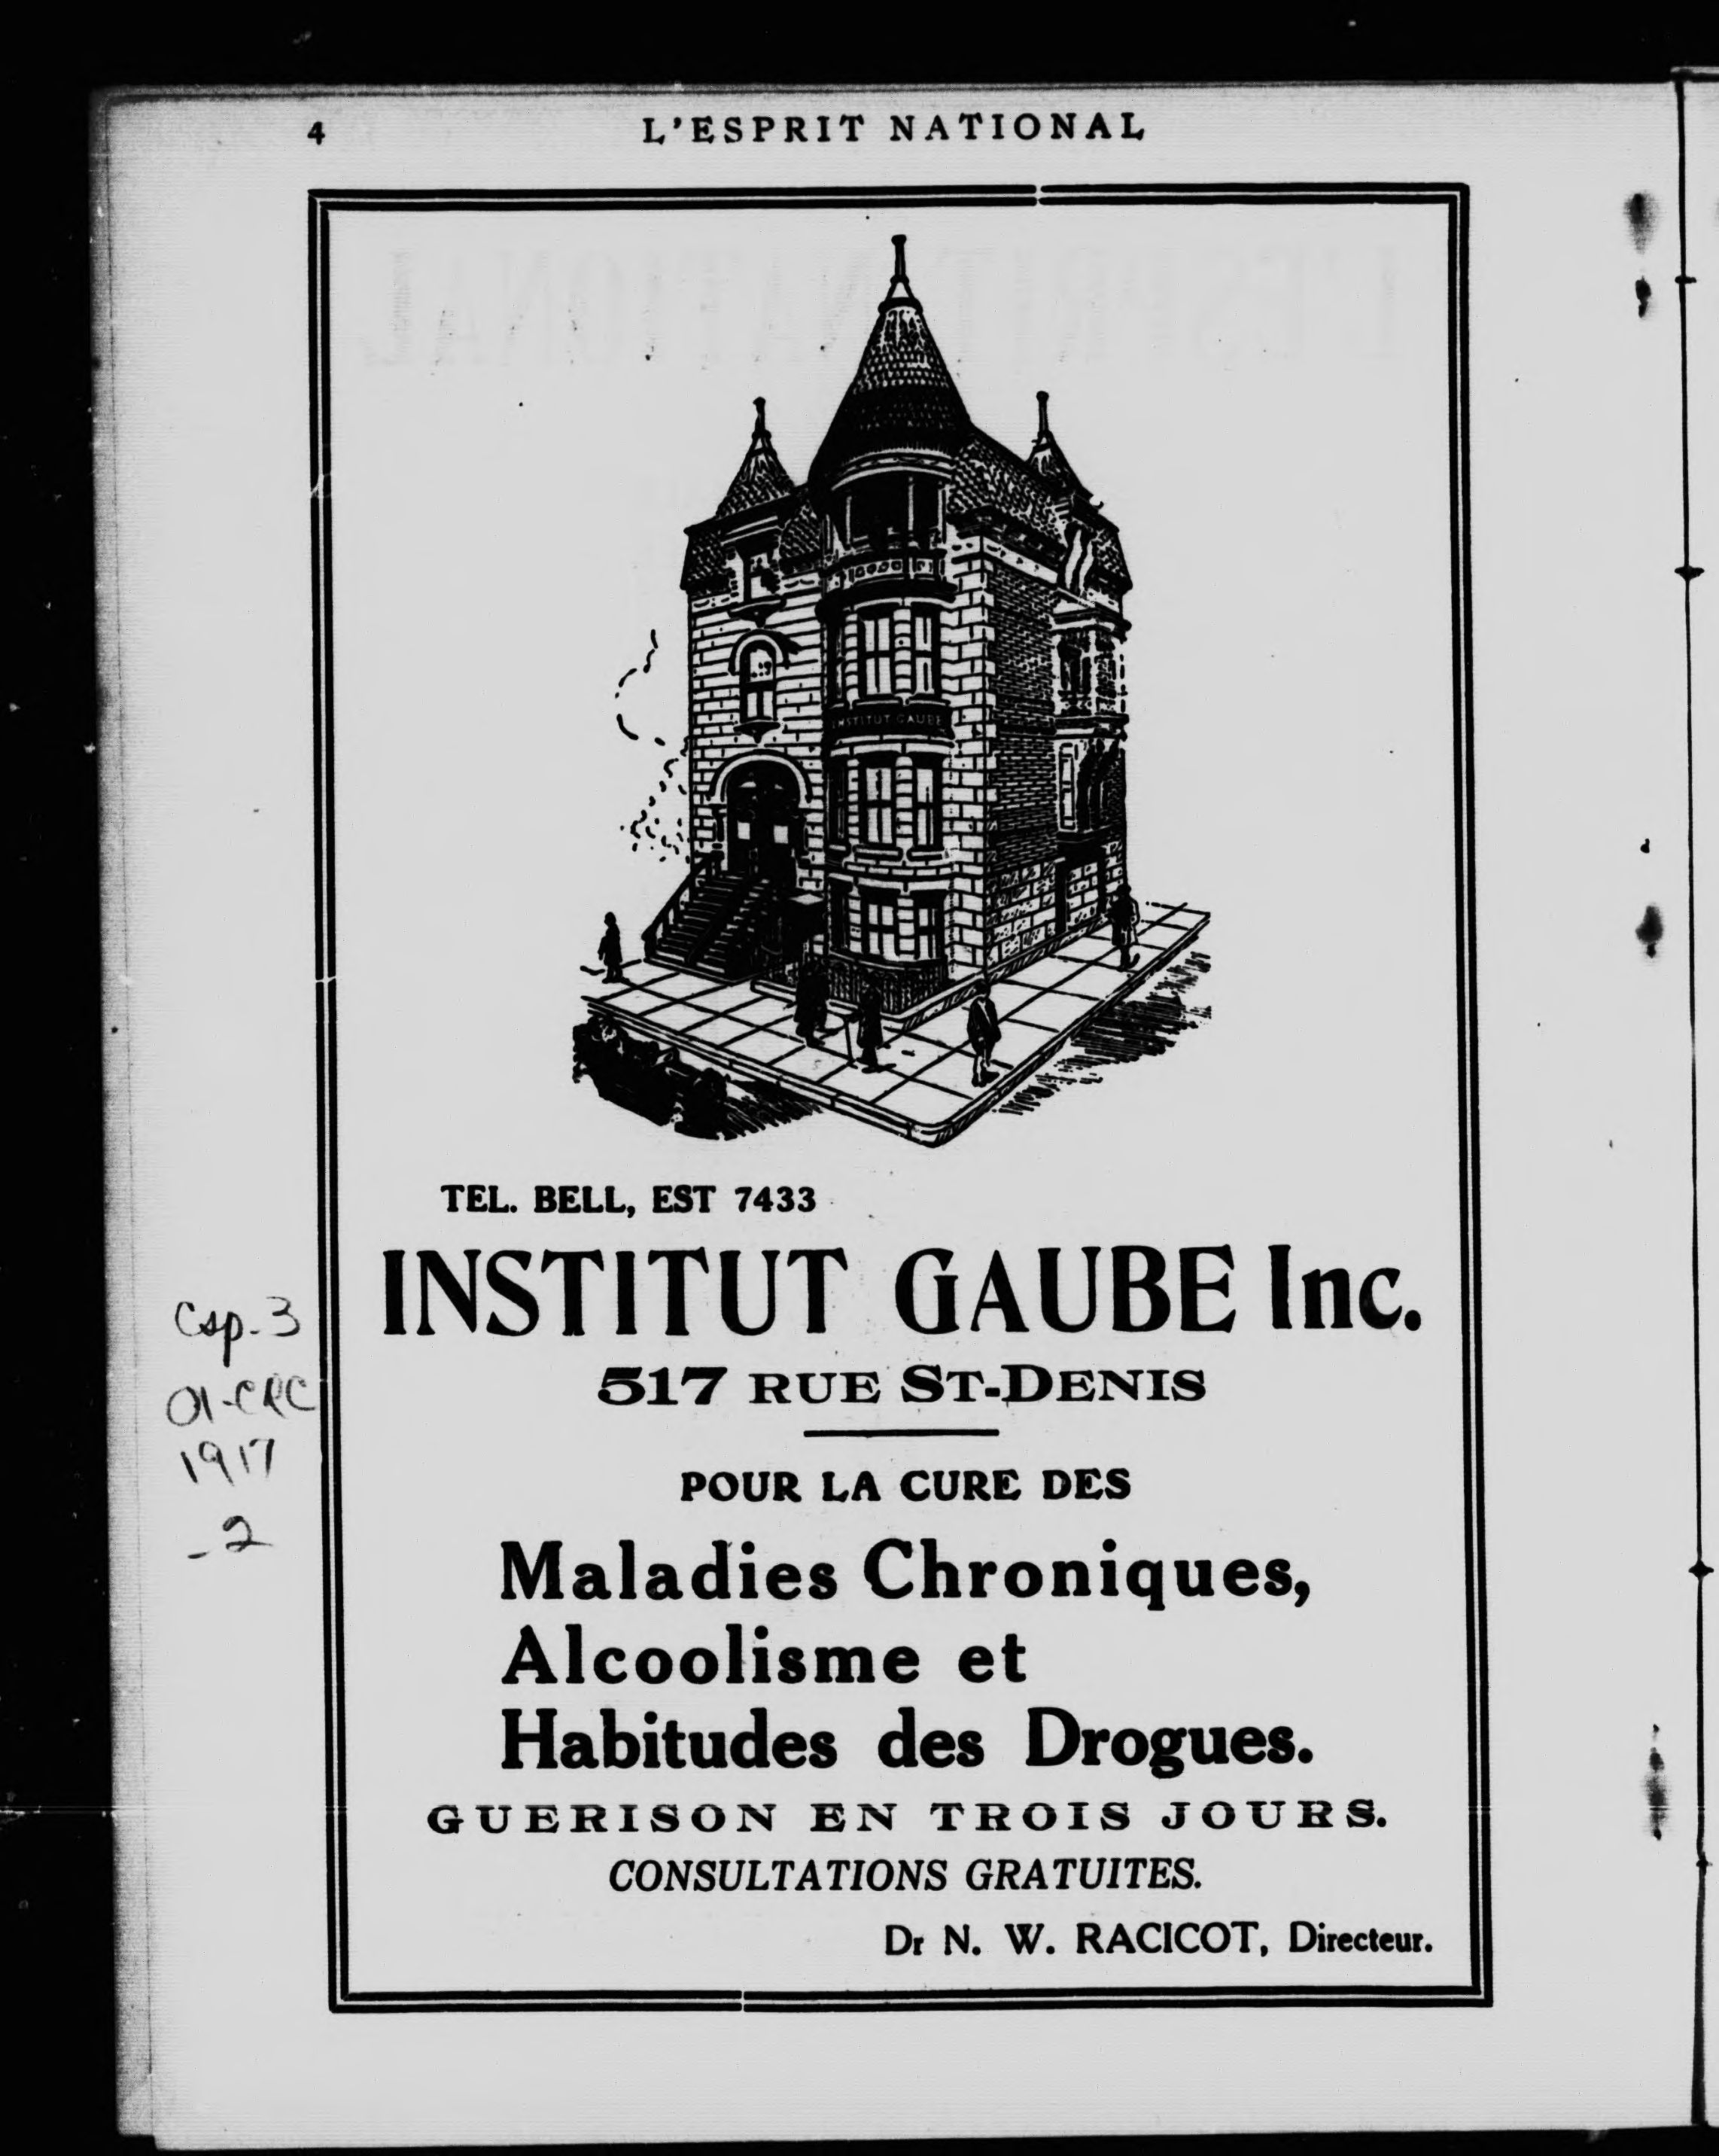 4
L'ESPRIT NATIONAL
INSTITUT GAUBE
TEL. BELL, EST 7433
INSTITUT GAUBE Inc.
517 RUE ST-DENIS
POUR LA CURE DES
Maladies Chroniques,
Alcoolisme et
Habitudes des Drogues.
GUERISON EN TROIS JOURS.
CONSULTATIONS GRATUITES.
Dr N. W. RACICOT, Directeur.
1917
-2